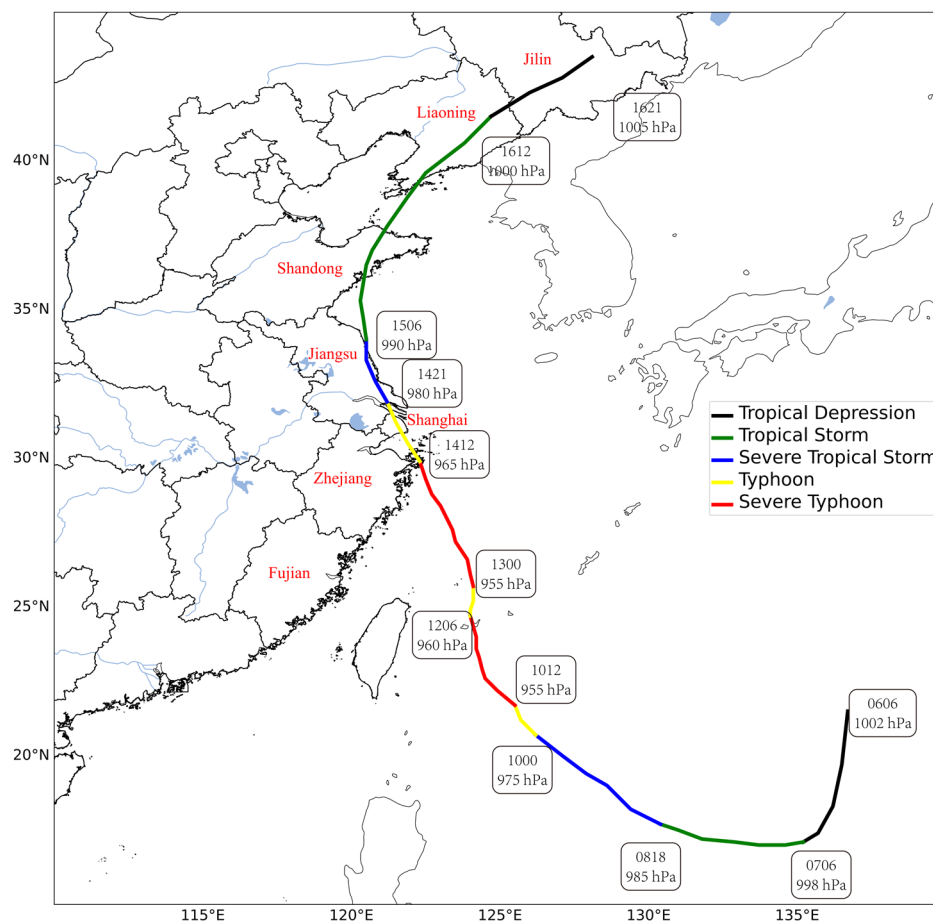 Jilin
1621
1005 hPa
Liaoning
1612
1000 hPa
40°N
Shandong
35°N
1506
990 hPa
Jiangsu
1421
980 hPa
Shanghai
1412
965 hPa
30°N
Zhejiang
Tropical Depression
Tropical Storm
Severe Tropical Storm
Typhoon
Severe Typhoon
Fujian
1300
955 hPa
25°N
1206
960 hPa
1012
955 hPa
0606
1002 hPa
20°N
1000
975 hPa
0818
985 hPa
0706
998 hPa
115°E
120°E
125°E
130°E
135°E